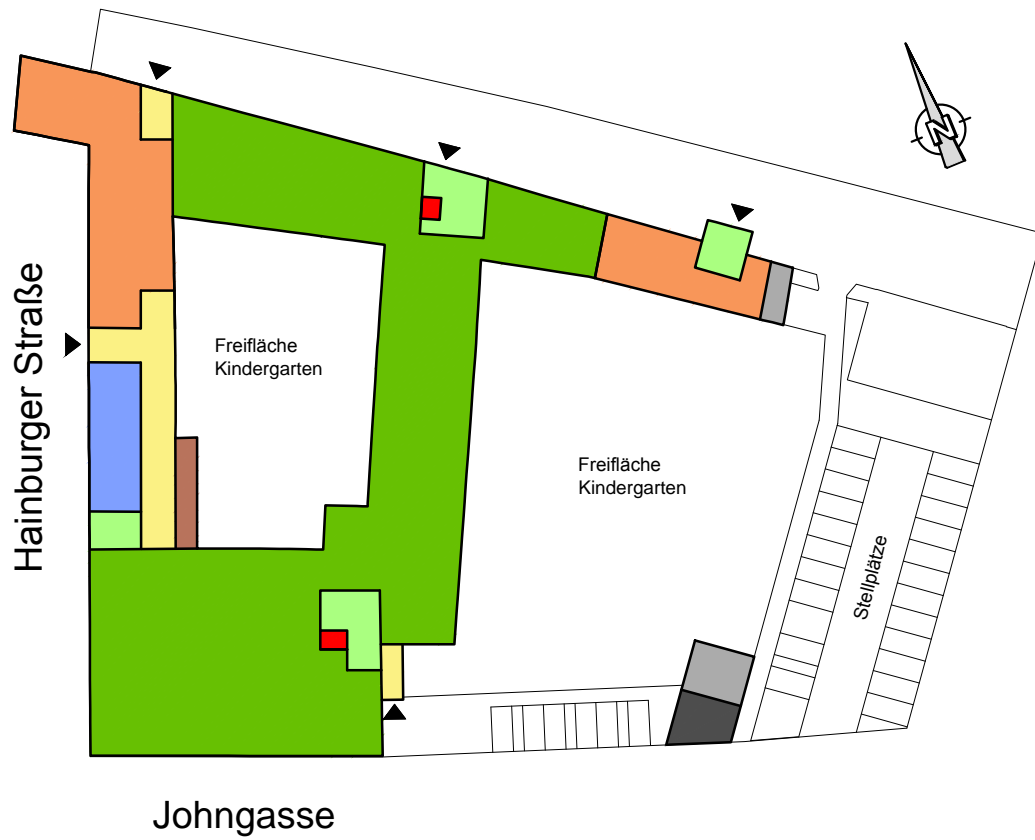 N
Hainburger Straße
Freifläche
Kindergarten
Freifläche
Kindergarten
Stellplätze
Johngasse